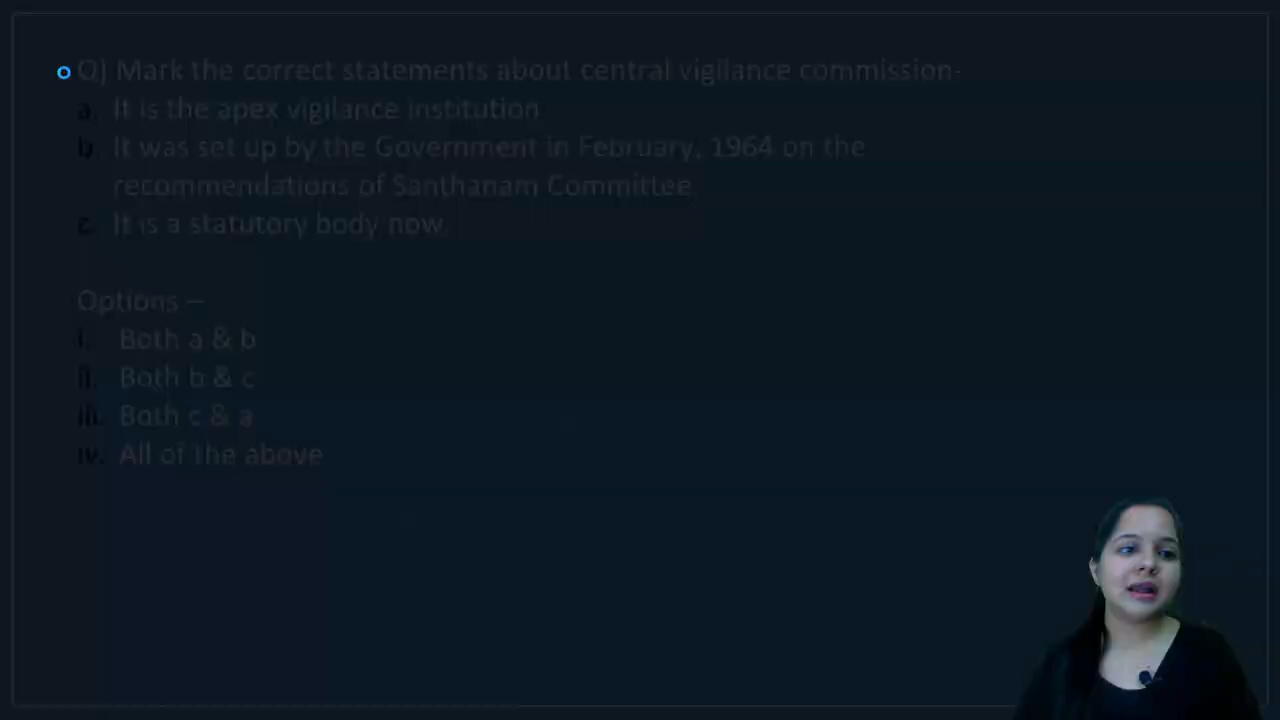 Q) Mark the correct statements about central vigilance commission-
a. It is the apex vigilance institution
b. It was set up by the Government in February, 1964 on the
recommendations of Santhanam Committee.
c. It is a statutory body now.
Options –
i. Both a & b
ii. Both b & c
iii. Both c & a
iv. All of the above